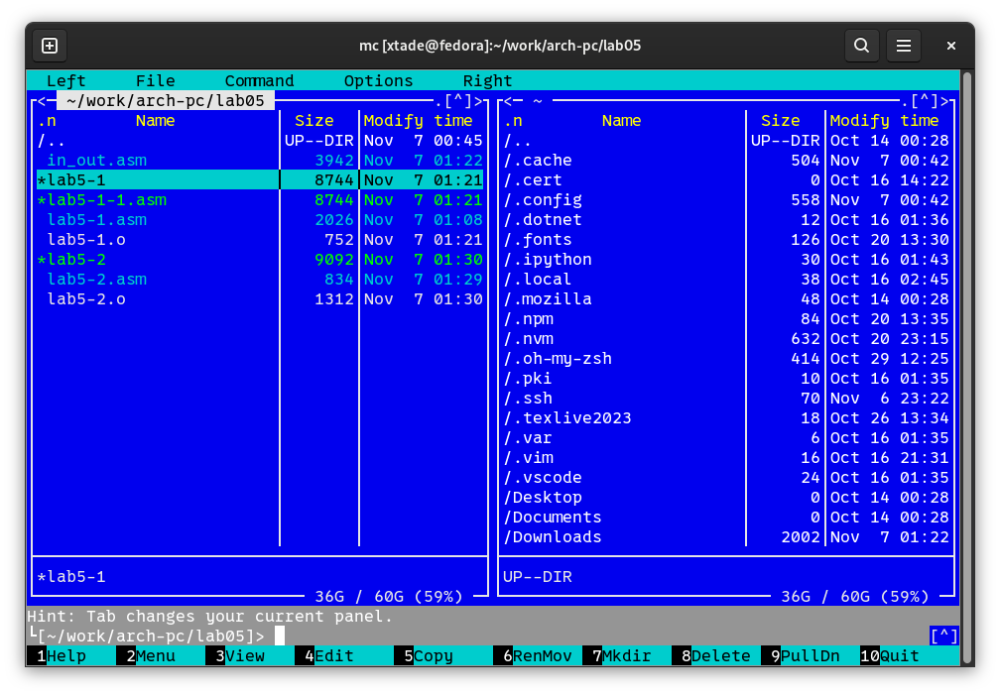 mc [xtade@fedora]:~/work/arch-pc/lab05
Left File Command Options Right
<- ~/work/arch-pc/lab05 .[^]> <- ~ .[^]>
.n Name Size Modify time .n Name Size Modify time
/.. UP--DIR Nov 7 00:45 /.. UP--DIR Oct 14 00:28
in_out.asm 3942 Nov 7 01:22 /.cache 504 Nov 7 00:42
*lab5-1 8744 Nov 7 01:21 /.cert 0 Oct 16 14:22
*lab5-1-1.asm 8744 Nov 7 01:21 /.config 558 Nov 7 00:42
lab5-1.asm 2026 Nov 7 01:08 /.dotnet 12 Oct 16 01:36
lab5-1.o 752 Nov 7 01:21 /.fonts 126 Oct 20 13:30
*lab5-2 9092 Nov 7 01:30 /.ipython 30 Oct 16 01:43
lab5-2.asm 834 Nov 7 01:29 /.local 38 Oct 16 02:45
lab5-2.o 1312 Nov 7 01:30 /.mozilla 48 Oct 14 00:28
/.npm 84 Oct 20 13:35
/.nvm 632 Oct 20 23:15
/.oh-my-zsh 414 Oct 29 12:25
/.pki 10 Oct 16 01:35
/.ssh 70 Nov 6 23:22
/.texlive2023 18 Oct 26 13:34
/.var 6 Oct 16 01:35
/.vim 16 Oct 16 21:31
/.vscode 24 Oct 16 01:35
/Desktop 0 Oct 14 00:28
/Documents 0 Oct 14 00:28
/Downloads 2002 Nov 7 01:22
*lab5-1 UP--DIR
36G / 60G (59%) 36G / 60G (59%)
Hint: Tab changes your current panel.
└[~/work/arch-pc/lab05]> [^]
1Help 2Menu 3View 4Edit 5Copy 6RenMov 7Mkdir 8Delete 9PullDn 10Quit